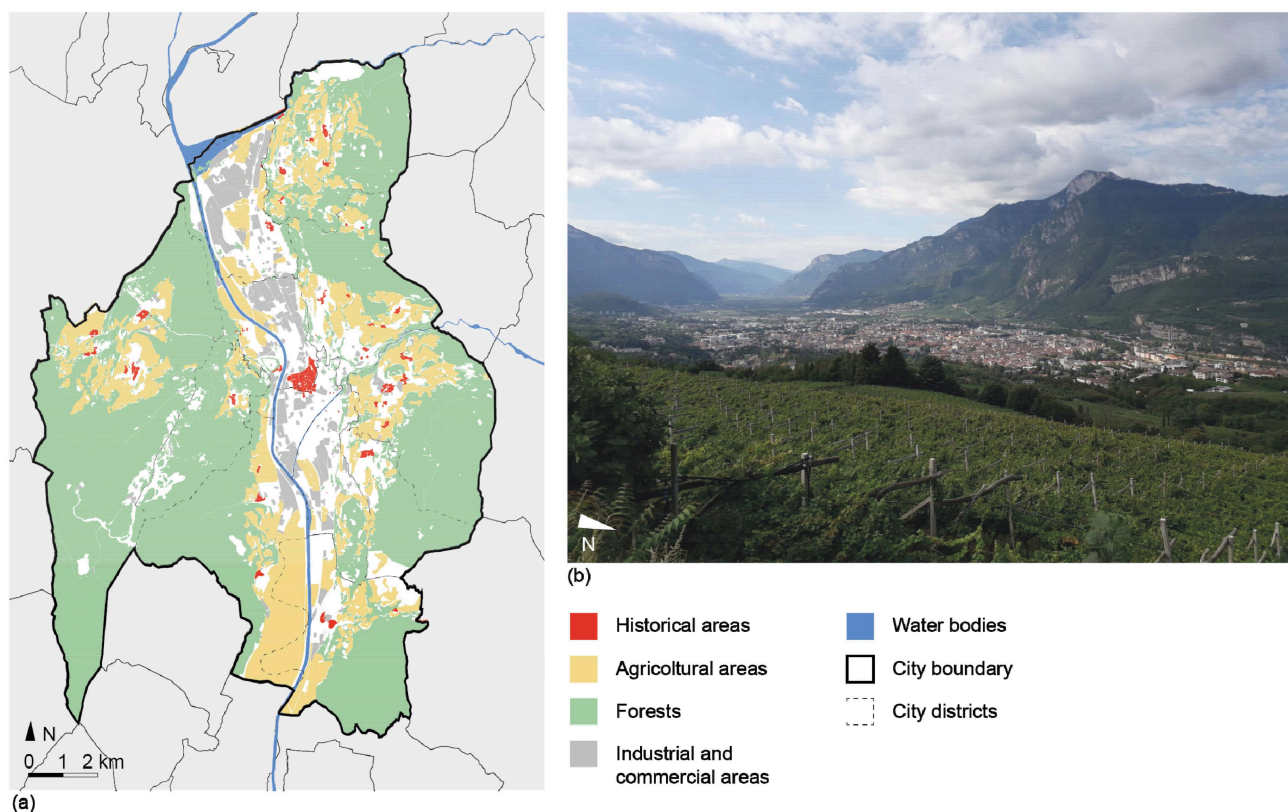 N
0 1 2 km
(a)
N
(b)
Historical areas
Agricoltural areas
Forests
Industrial and
commercial areas
Water bodies
City boundary
City districts